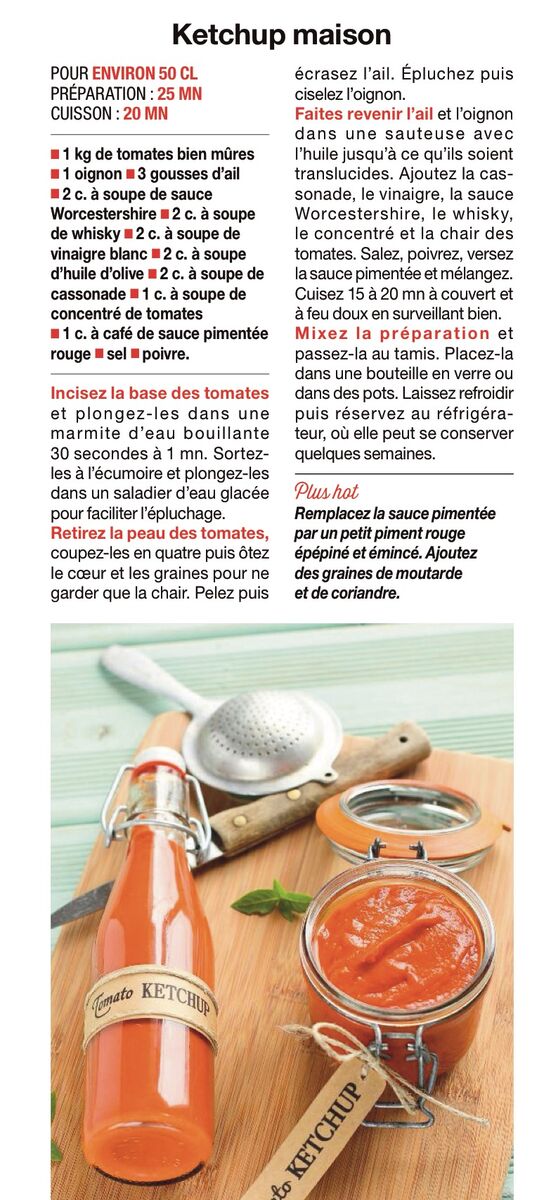 Ketchup maison
POUR ENVIRON 50 CL
PRÉPARATION : 25 MN
CUISSON : 20 MN
■ 1 kg de tomates bien mûres
■ 1 oignon ■ 3 gousses d’ail
■ 2 c. à soupe de sauce
Worcestershire ■ 2 c. à soupe
de whisky ■ 2 c. à soupe de
vinaigre blanc ■ 2 c. à soupe
d’huile d’olive ■ 2 c. à soupe de
cassonade ■ 1 c. à soupe de
concentré de tomates
■ 1 c. à café de sauce pimentée
rouge ■ sel ■ poivre.
Incisez la base des tomates
et plongez-les dans une
marmite d’eau bouillante
30 secondes à 1 mn. Sortez-
les à l’écumoire et plongez-les
dans un saladier d’eau glacée
pour faciliter l’épluchage.
Retirez la peau des tomates,
coupez-les en quatre puis ôtez
le cœur et les graines pour ne
garder que la chair. Pelez puis
écrasez l’ail. Épluchez puis
ciselez l’oignon.
Faites revenir l’ail et l’oignon
dans une sauteuse avec
l’huile jusqu’à ce qu’ils soient
translucides. Ajoutez la cas-
sonade, le vinaigre, la sauce
Worcestershire, le whisky,
le concentré et la chair des
tomates. Salez, poivrez, versez
la sauce pimentée et mélangez.
Cuisez 15 à 20 mn à couvert et
à feu doux en surveillant bien.
Mixez la préparation et
passez-la au tamis. Placez-la
dans une bouteille en verre ou
dans des pots. Laissez refroidir
puis réservez au réfrigéra-
teur, où elle peut se conserver
quelques semaines.
Plus hot
Remplacez la sauce pimentée
par un petit piment rouge
épépiné et émincé. Ajoutez
des graines de moutarde
et de coriandre.
Tomato KETCHUP
ato KETCHUP